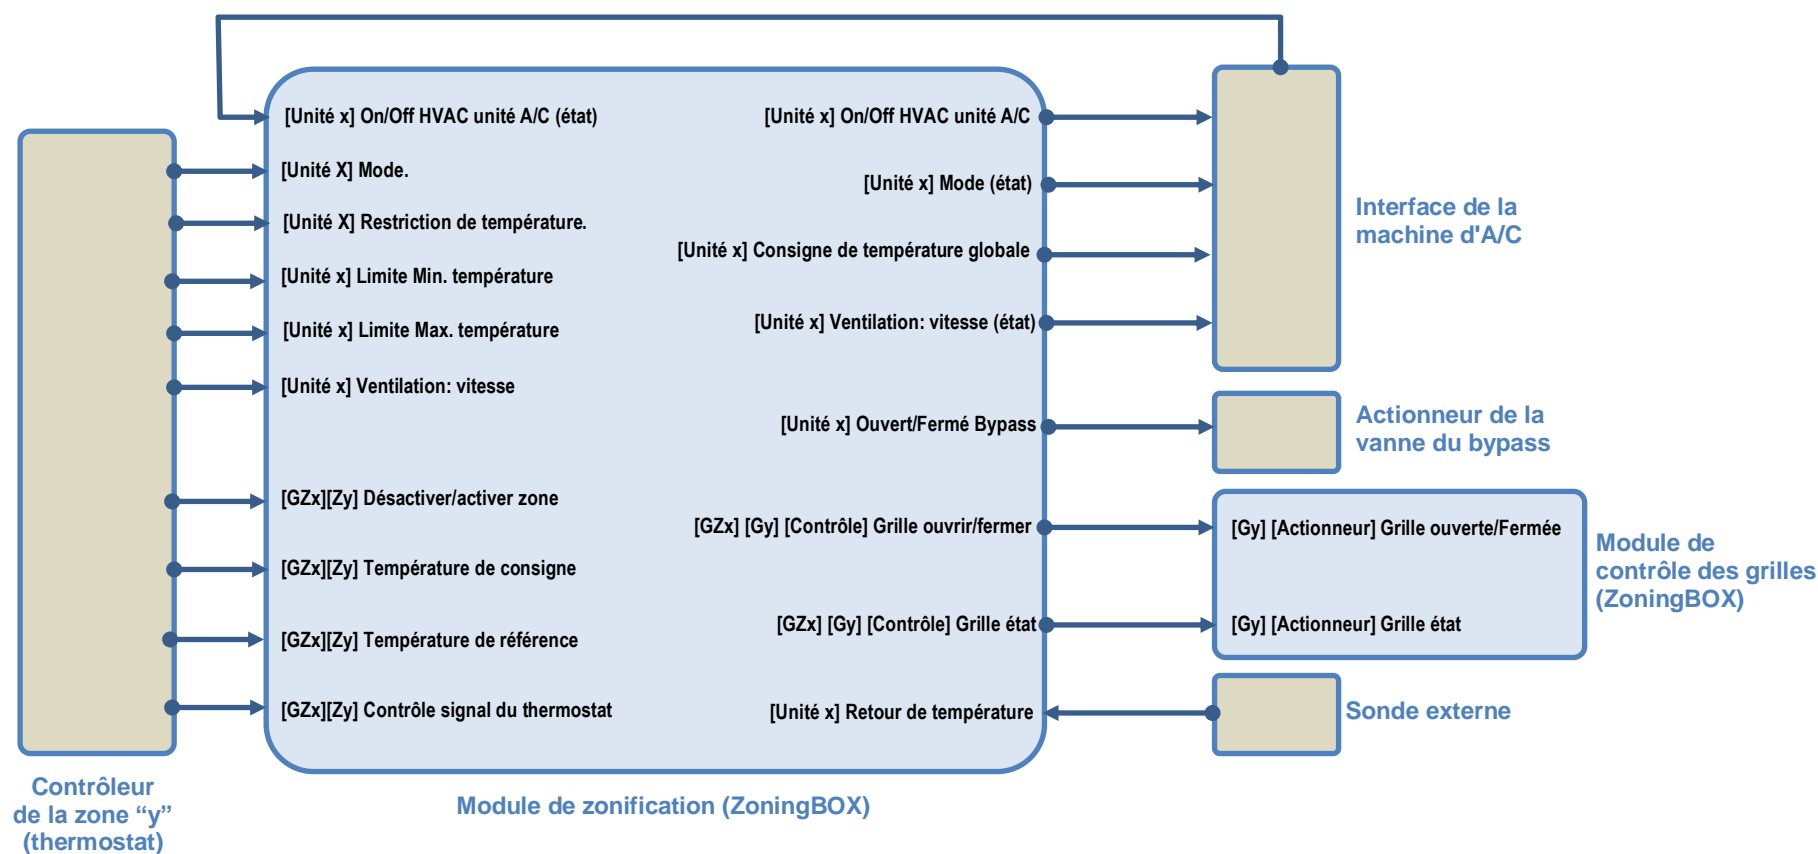 [Unité x] On/Off HVAC unité A/C (état)
[Unité X] Mode.
[Unité X] Restriction de température.
[Unité x] Limite Min. température
[Unité x] Limite Max. température
[Unité x] Ventilation: vitesse
[GZx][Zy] Désactiver/activer zone
[GZx][Zy] Température de consigne
[GZx][Zy] Température de référence
[GZx][Zy] Contrôle signal du thermostat
[Unité x] On/Off HVAC unité A/C
[Unité x] Mode (état)
[Unité x] Consigne de température globale
[Unité x] Ventilation: vitesse (état)
[Unité x] Ouvert/Fermé Bypass
[GZx] [Gy] [Contrôle] Grille ouvrir/fermer
[GZx] [Gy] [Contrôle] Grille état
[Unité x] Retour de température
Interface de la
machine d'A/C
Actionneur de la
vanne du bypass
[Gy] [Actionneur] Grille ouverte/Fermée
[Gy] [Actionneur] Grille état
Module de
contrôle des grilles
(ZoningBOX)
Sonde externe
Contrôleur
de la zone “y”
(thermostat)
Module de zonification (ZoningBOX)